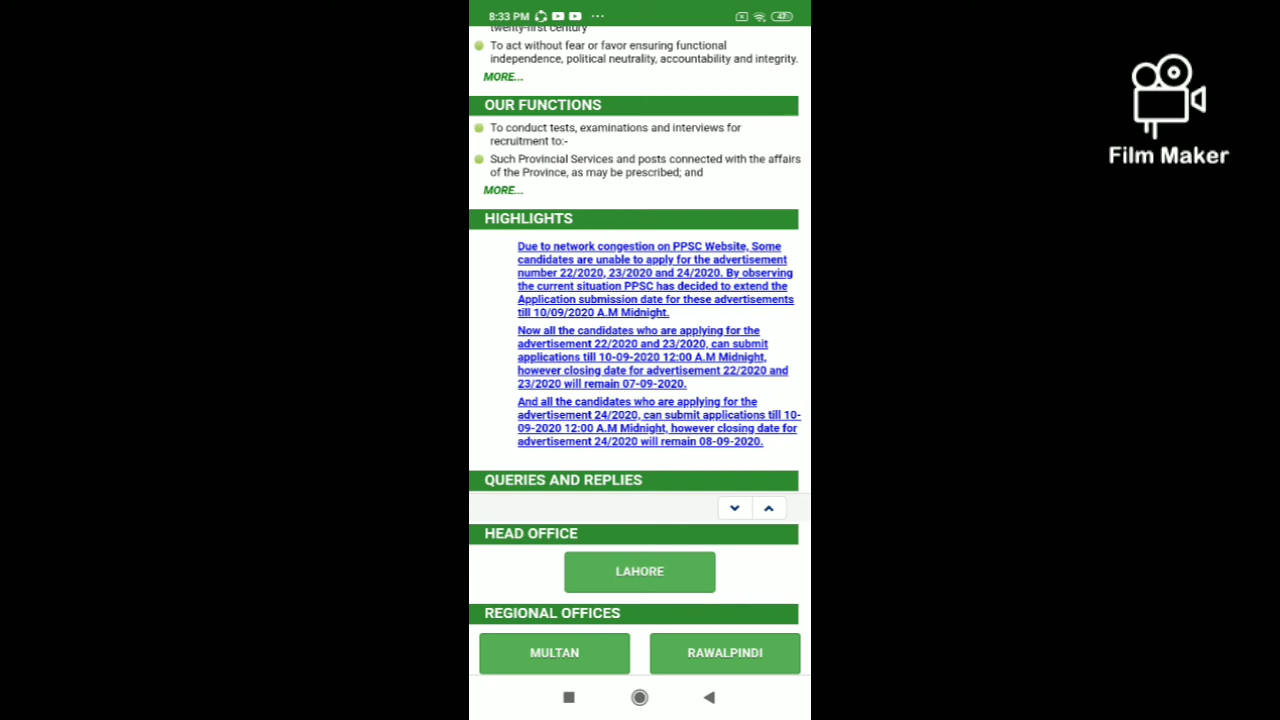 8:33 PM ...
47
twenty-first century
To act without fear or favor ensuring functional
independence, political neutrality, accountability and integrity.
MORE...
OUR FUNCTIONS
To conduct tests, examinations and interviews for
recruitment to:-
Such Provincial Services and posts connected with the affairs
of the Province, as may be prescribed; and
MORE...
HIGHLIGHTS
Due to network congestion on PPSC Website, Some
candidates are unable to apply for the advertisement
number 22/2020, 23/2020 and 24/2020. By observing
the current situation PPSC has decided to extend the
Application submission date for these advertisements
till 10/09/2020 A.M Midnight.
Now all the candidates who are applying for the
advertisement 22/2020 and 23/2020, can submit
applications till 10-09-2020 12:00 A.M Midnight,
however closing date for advertisement 22/2020 and
23/2020 will remain 07-09-2020.
And all the candidates who are applying for the
advertisement 24/2020, can submit applications till 10-
09-2020 12:00 A.M Midnight, however closing date for
advertisement 24/2020 will remain 08-09-2020.
QUERIES AND REPLIES
HEAD OFFICE
LAHORE
REGIONAL OFFICES
MULTAN
RAWALPINDI
Film Maker